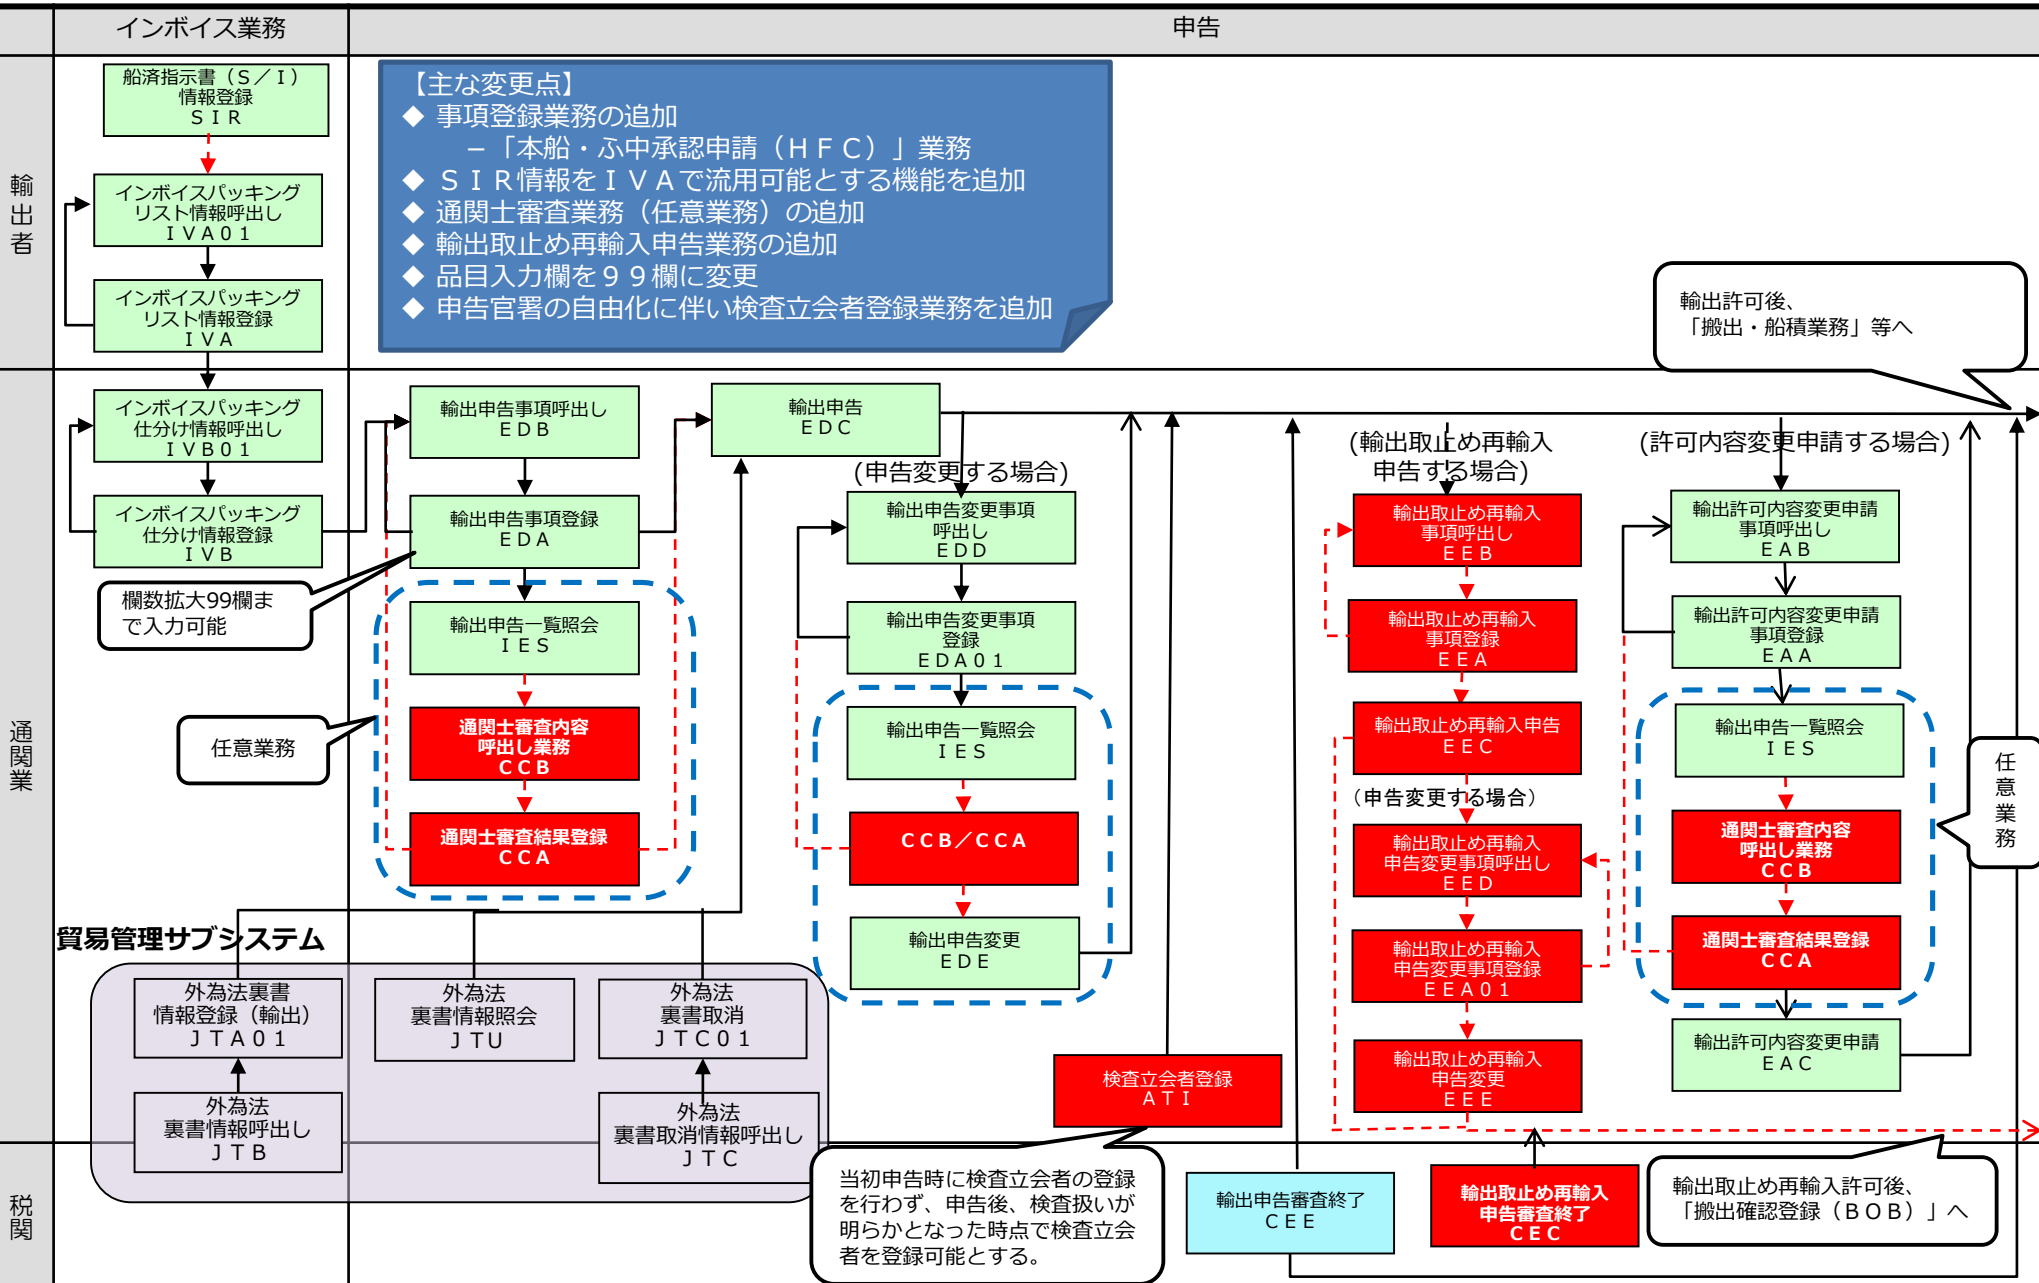 インボイス業務
申告
輸出者
船済指示書（Ｓ／Ｉ）
情報登録
ＳＩＲ
インボイスパッキング
リスト情報呼出し
ＩＶＡ０１
インボイスパッキング
リスト情報登録
ＩＶＡ
【主な変更点】
◆ 事項登録業務の追加
－「本船・ふ中承認申請（ＨＦＣ）」業務
◆ ＳＩＲ情報をＩＶＡで流用可能とする機能を追加
◆ 通関士審査業務（任意業務）の追加
◆ 輸出取止め再輸入申告業務の追加
◆ 品目入力欄を９９欄に変更
◆ 申告官署の自由化に伴い検査立会者登録業務を追加
輸出許可後、
「搬出・船積業務」等へ
通関業
インボイスパッキング
仕分け情報呼出し
ＩＶＢ０１
インボイスパッキング
仕分け情報登録
ＩＶＢ
欄数拡大99欄ま
で入力可能
任意業務
輸出申告事項呼出し
ＥＤＢ
輸出申告事項登録
ＥＤＡ
輸出申告一覧照会
ＩＥＳ
通関士審査内容
呼出し業務
ＣＣＢ
通関士審査結果登録
ＣＣＡ
輸出申告
ＥＤＣ
(申告変更する場合)
輸出申告変更事項
呼出し
ＥＤＤ
輸出申告変更事項
登録
ＥＤＡ０１
輸出申告一覧照会
ＩＥＳ
ＣＣＢ／ＣＣＡ
輸出申告変更
ＥＤＥ
(輸出取止め再輸入
申告する場合)
輸出取止め再輸入
事項呼出し
ＥＥＢ
輸出取止め再輸入
事項登録
ＥＥＡ
輸出取止め再輸入申告
ＥＥＣ
（申告変更する場合）
輸出取止め再輸入
申告変更事項呼出し
ＥＥＤ
輸出取止め再輸入
申告変更事項登録
ＥＥＡ０１
輸出取止め再輸入
申告変更
ＥＥＥ
(許可内容変更申請する場合)
輸出許可内容変更申請
事項呼出し
ＥＡＢ
輸出許可内容変更申請
事項登録
ＥＡＡ
輸出申告一覧照会
ＩＥＳ
通関士審査内容
呼出し業務
ＣＣＢ
通関士審査結果登録
ＣＣＡ
輸出許可内容変更申請
ＥＡＣ
任意業務
貿易管理サブシステム
外為法裏書
情報登録（輸出）
ＪＴＡ０１
外為法
裏書情報照会
ＪＴＵ
外為法
裏書取消
ＪＴＣ０１
外為法
裏書情報呼出し
ＪＴＢ
外為法
裏書取消情報呼出し
ＪＴＣ
検査立会者登録
ＡＴＩ
税関
当初申告時に検査立会者の登録
を行わず、申告後、検査扱いが
明らかとなった時点で検査立会
者を登録可能とする。
輸出申告審査終了
ＣＥＥ
輸出取止め再輸入
申告審査終了
ＣＥＣ
輸出取止め再輸入許可後、
「搬出確認登録（ＢＯＢ）」へ